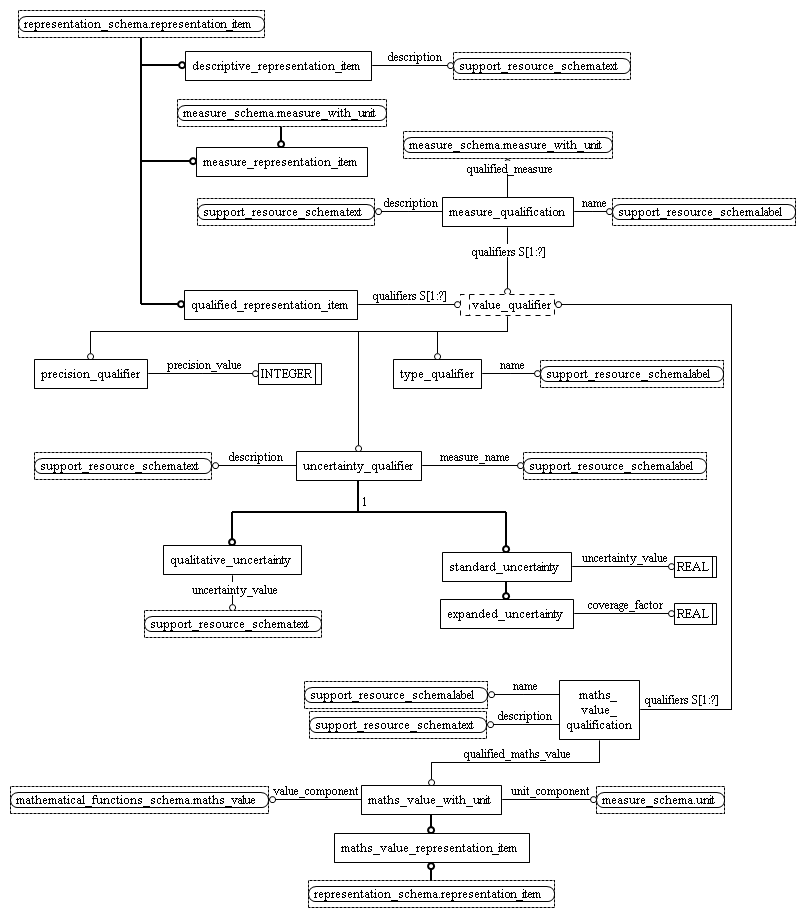 representation_schema.representation_item
descriptive_representation_item
description
support_resource_schema.text
measure_schema.measure_with_unit
measure_representation_item
measure_schema.measure_with_unit
qualified_measure
support_resource_schema.text
description
measure_qualification
name
support_resource_schema.label
qualifiers S[1:?]
qualified_representation_item
qualifiers S[1:?]
value_qualifier
precision_qualifier
precision_value
INTEGER
type_qualifier
name
support_resource_schema.label
support_resource_schema.text
description
uncertainty_qualifier
measure_name
support_resource_schema.label
1
qualitative_uncertainty
uncertainty_value
support_resource_schema.text
standard_uncertainty
uncertainty_value
REAL
expanded_uncertainty
coverage_factor
REAL
support_resource_schema.label
name
support_resource_schema.text
description
maths_
value_
qualification
qualifiers S[1:?]
qualified_maths_value
mathematical_functions_schema.maths_value
value_component
maths_value_with_unit
unit_component
measure_schema.unit
maths_value_representation_item
representation_schema.representation_item